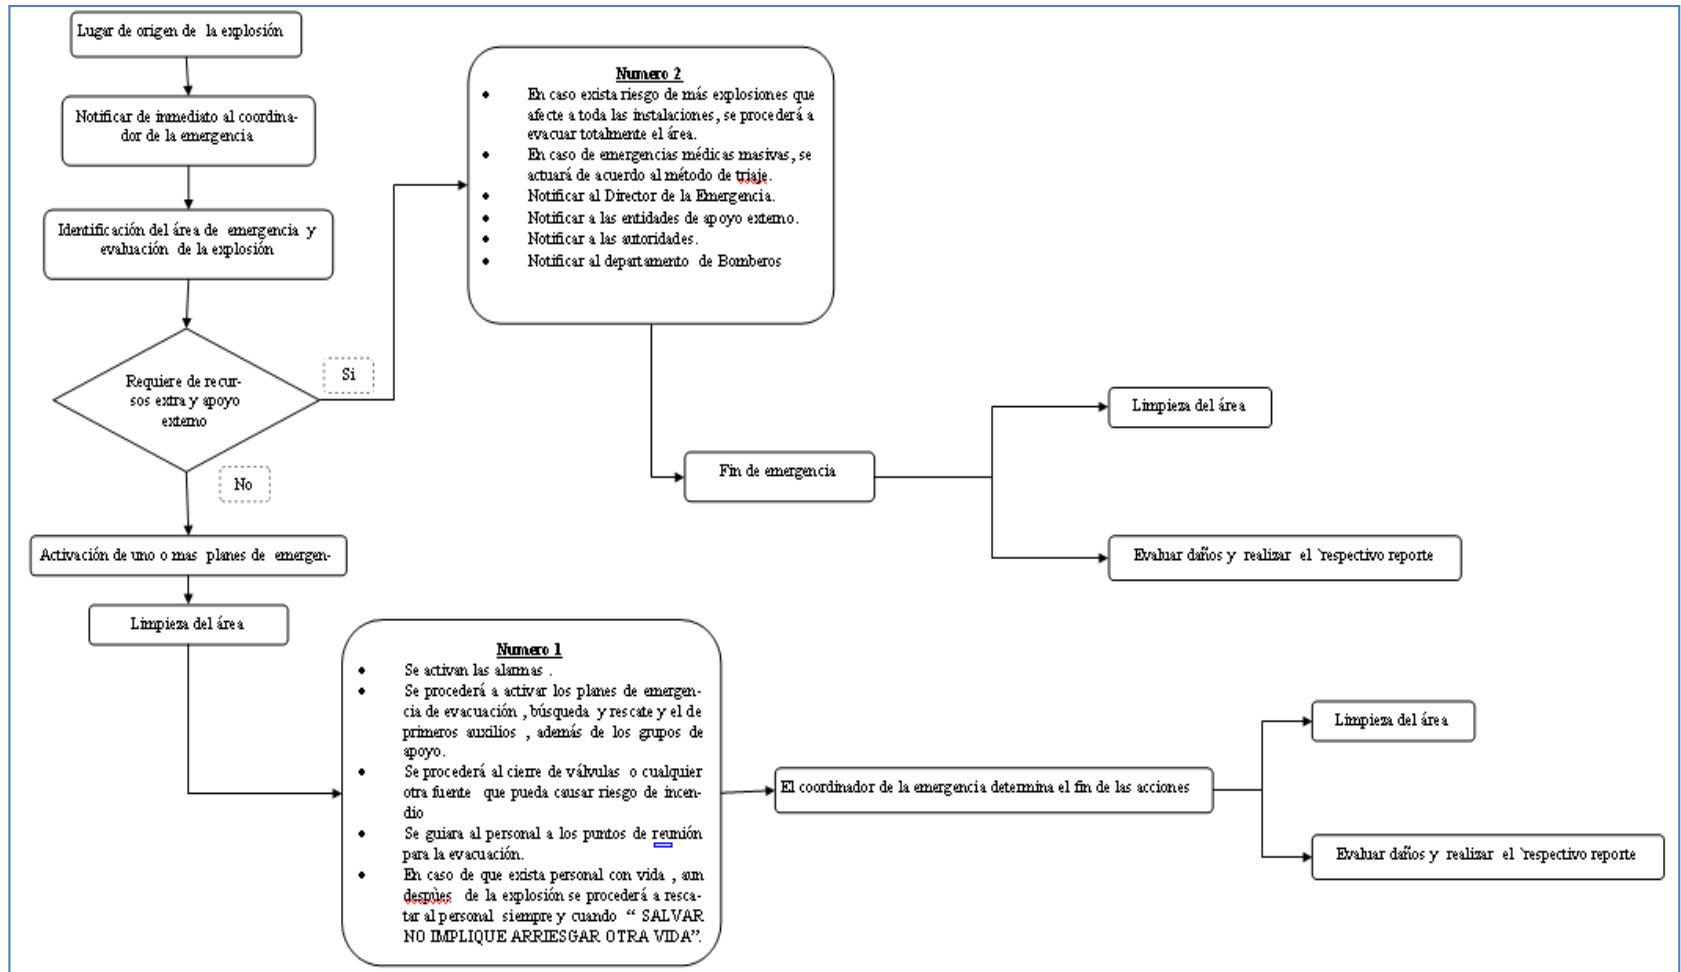 Lugar de origen de la explosión
Notificar de inmediato al coordina-
dor de la emergencia
Identificación del área de emergencia y
evaluación de la explosión
Requiere de recur-
sos extra y apoyo
externo
Si
No
Activación de uno o mas planes de emergen-
Limpieza del área
Numero 2
• En caso exista riesgo de más explosiones que
afecte a toda las instalaciones, se procederá a
evacuar totalmente el área.
• En caso de emergencias médicas masivas, se
actuará de acuerdo al método de triaje.
• Notificar al Director de la Emergencia.
• Notificar a las entidades de apoyo externo.
• Notificar a las autoridades.
• Notificar al departamento de Bomberos
Fin de emergencia
Limpieza del área
Evaluar daños y realizar el `respectivo reporte
Numero 1
• Se activan las alarmas .
• Se procederá a activar los planes de emergen-
cia de evacuación , búsqueda y rescate y el de
primeros auxilios , además de los grupos de
apoyo.
• Se procederá al cierre de válvulas o cualquier
otra fuente que pueda causar riesgo de incen-
dio
• Se guiara al personal a los puntos de reunión
para la evacuación.
• En caso de que exista personal con vida , aun
despùes de la explosión se procederá a resca-
tar al personal siempre y cuando “ SALVAR
NO IMPLIQUE ARRIESGAR OTRA VIDA”.
El coordinador de la emergencia determina el fin de las acciones
Limpieza del área
Evaluar daños y realizar el `respectivo reporte